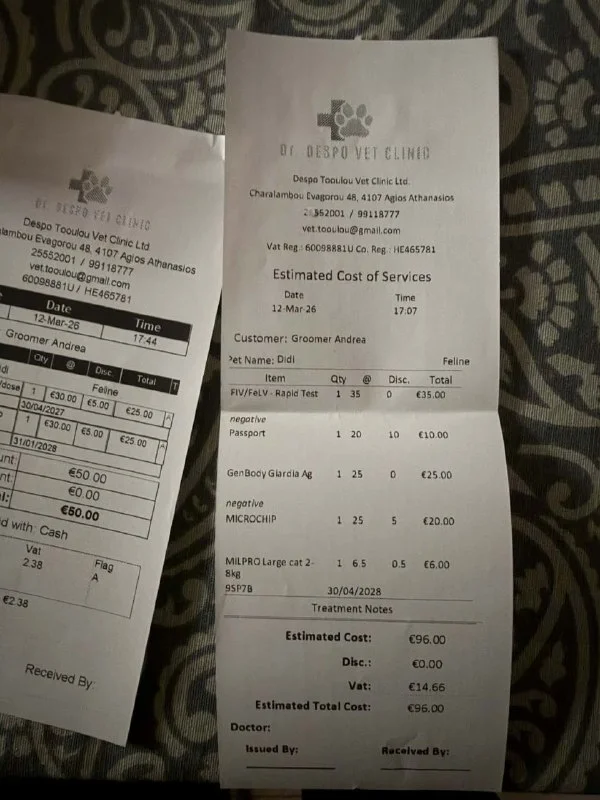 Dr. DESPO VET CLINIC
Despo Tooulou Vet Clinic Ltd
Evagorou 48, 4107 Agios Athanasios
25552001 / 99118777
vet.tooulou@gmail.com
60098881U / HE465781
Date Time
12-Mar-26 17:44
Groomer Andrea
Qty @ Disc. Total T
Feline
/dose 1 €30.00 €5.00 €25.00 A
30/04/2027
1 €30.00 €5.00 €25.00 A
31/01/2028
€50.00
€0.00
€50.00
with: Cash
Vat Flag
2.38 A
€2.38
Received By:
Dr. DESPO VET CLINIC
Despo Tooulou Vet Clinic Ltd.
Charalambou Evagorou 48, 4107 Agios Athanasios
25552001 / 99118777
vet.tooulou@gmail.com
Vat Reg.: 60098881U Co. Reg.: HE465781
Estimated Cost of Services
Date Time
12-Mar-26 17:07
Customer: Groomer Andrea
Pet Name: Didi Feline
Item Qty @ Disc. Total
FIV/FeLV - Rapid Test 1 35 0 €35.00
negative
Passport 1 20 10 €10.00
GenBody Giardia Ag 1 25 0 €25.00
negative
MICROCHIP 1 25 5 €20.00
MILPRO Large cat 2-
8kg 1 6.5 0.5 €6.00
9SP7B 30/04/2028
Treatment Notes
Estimated Cost: €96.00
Disc.: €0.00
Vat: €14.66
Estimated Total Cost: €96.00
Doctor:
Issued By: Received By: